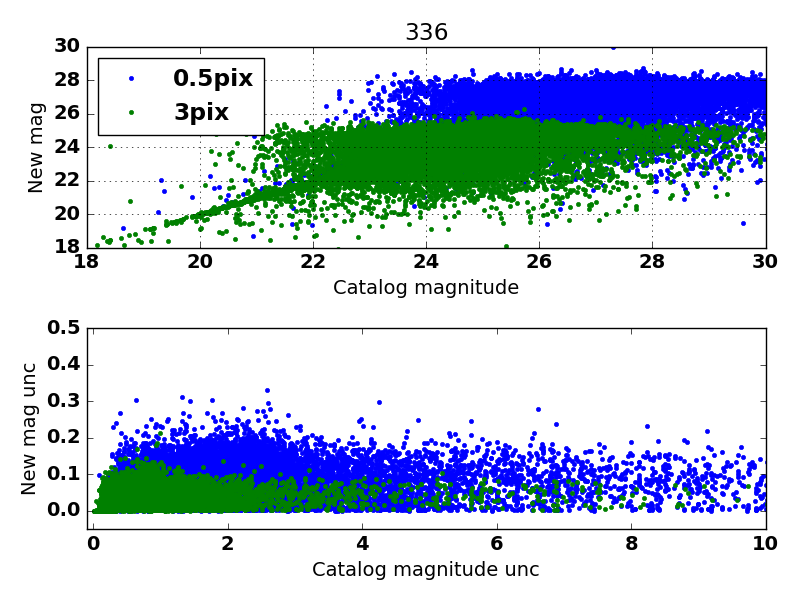 336
30
28
26
24
22
20
18
New mag
0.5pix
3pix
18 20 22 24 26 28 30
Catalog magnitude
0.5
0.4
0.3
0.2
0.1
0.0
New mag unc
0 2 4 6 8 10
Catalog magnitude unc